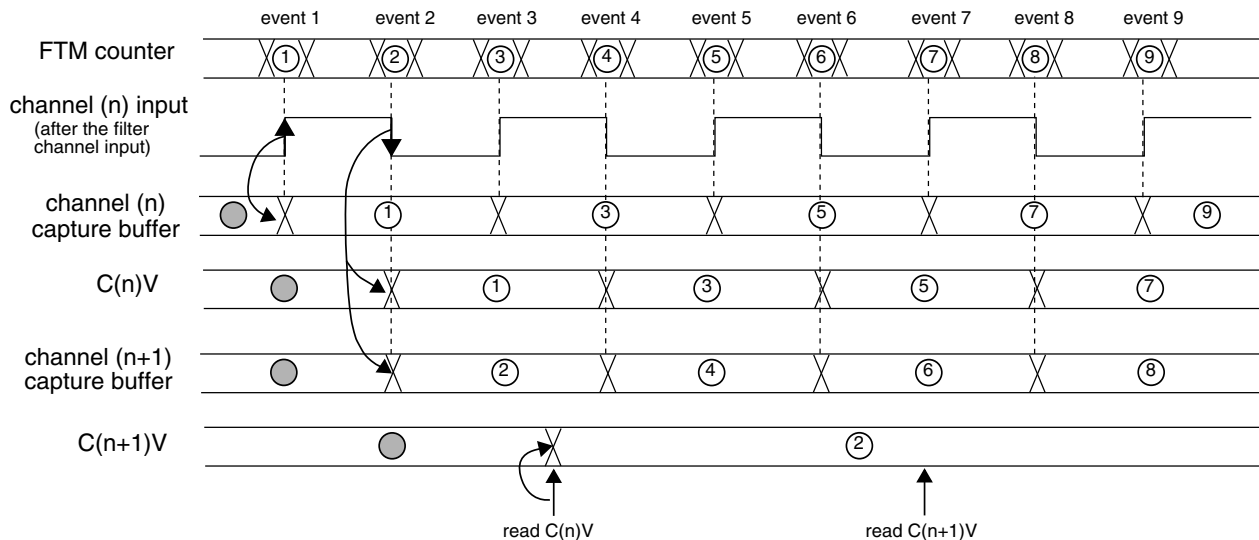 event 1 event 2 event 3 event 4 event 5 event 6 event 7 event 8 event 9
FTM counter 1 2 3 4 5 6 7 8 9
channel (n) input
(after the filter
channel input)
channel (n)
capture buffer 1 3 5 7 9
C(n)V 1 3 5 7
channel (n+1)
capture buffer 2 4 6 8
C(n+1)V 2
read C(n)V read C(n+1)V